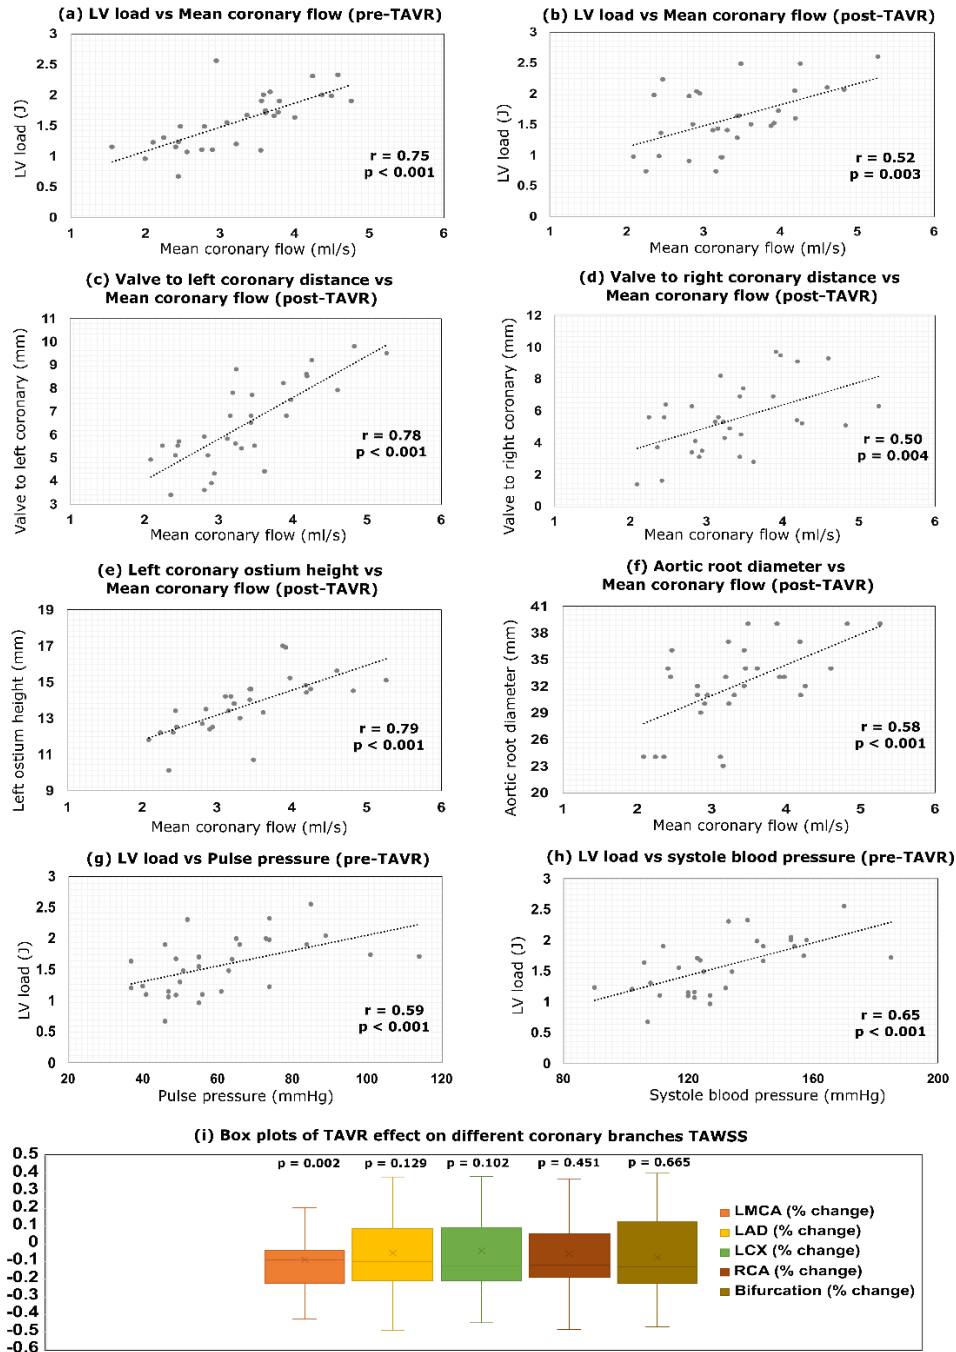 (a) LV load vs Mean coronary flow (pre-TAVR)
3
2.5
2
1.5
1
0.5
0
LV load (J)
r = 0.75
p < 0.001
1 2 3 4 5 6
Mean coronary flow (ml/s)
(b) LV load vs Mean coronary flow (post-TAVR)
3
2.5
2
1.5
1
0.5
0
LV load (J)
r = 0.52
p = 0.003
1 2 3 4 5 6
Mean coronary flow (ml/s)
(c) Valve to left coronary distance vs
Mean coronary flow (post-TAVR)
11
10
9
8
7
6
5
4
3
Valve to left coronary (mm)
r = 0.78
p < 0.001
1 2 3 4 5 6
Mean coronary flow (ml/s)
(d) Valve to right coronary distance vs
Mean coronary flow (post-TAVR)
12
10
8
6
4
2
0
Valve to right coronary (mm)
r = 0.50
p = 0.004
1 2 3 4 5 6
Mean coronary flow (ml/s)
(e) Left coronary ostium height vs
Mean coronary flow (post-TAVR)
19
17
15
13
11
9
Left ostium height (mm)
r = 0.79
p < 0.001
1 2 3 4 5 6
Mean coronary flow (ml/s)
(f) Aortic root diameter vs
Mean coronary flow (post-TAVR)
41
38
35
32
29
26
23
20
Aortic root diameter (mm)
r = 0.58
p < 0.001
1 2 3 4 5 6
Mean coronary flow (ml/s)
(g) LV load vs Pulse pressure (pre-TAVR)
3
2.5
2
1.5
1
0.5
0
LV load (J)
r = 0.59
p < 0.001
20 40 60 80 100 120
Pulse pressure (mmHg)
(h) LV load vs systole blood pressure (pre-TAVR)
3
2.5
2
1.5
1
0.5
0
LV load (J)
r = 0.65
p < 0.001
80 120 160 200
Systole blood pressure (mmHg)
(i) Box plots of TAVR effect on different coronary branches TAWSS
0.5
0.4
0.3
0.2
0.1
0
-0.1
-0.2
-0.3
-0.4
-0.5
-0.6
p = 0.002 p = 0.129 p = 0.102 p = 0.451 p = 0.665
LMCA (% change)
LAD (% change)
LCX (% change)
RCA (% change)
Bifurcation (% change)